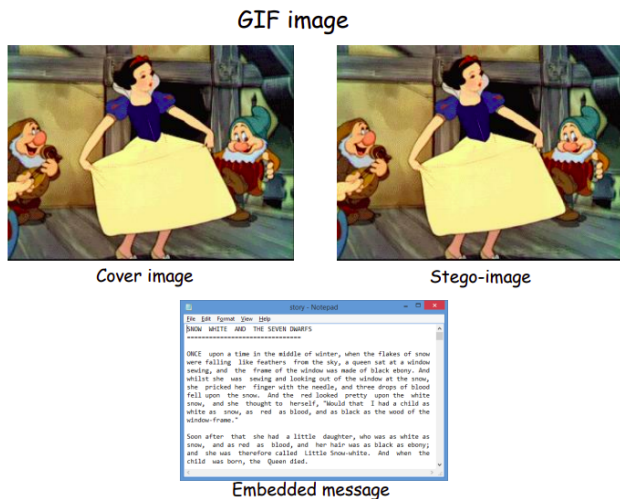 GIF image
Cover image
Stego-image
story - Notepad
File Edit Format View Help
SNOW WHITE AND THE SEVEN DWARFS
===============================
ONCE upon a time in the middle of winter, when the flakes of snow
were falling like feathers from the sky, a queen sat at a window
sewing, and the frame of the window was made of black ebony. And
whilst she was sewing and looking out of the window at the snow,
she pricked her finger with the needle, and three drops of blood
fell upon the snow. And the red looked pretty upon the white
snow, and she thought to herself, "Would that I had a child as
white as snow, as red as blood, and as black as the wood of the
window-frame."
Soon after that she had a little daughter, who was as white as
snow, and as red as blood, and her hair was as black as ebony;
and she was therefore called Little Snow-white. And when the
child was born, the Queen died.
Embedded message